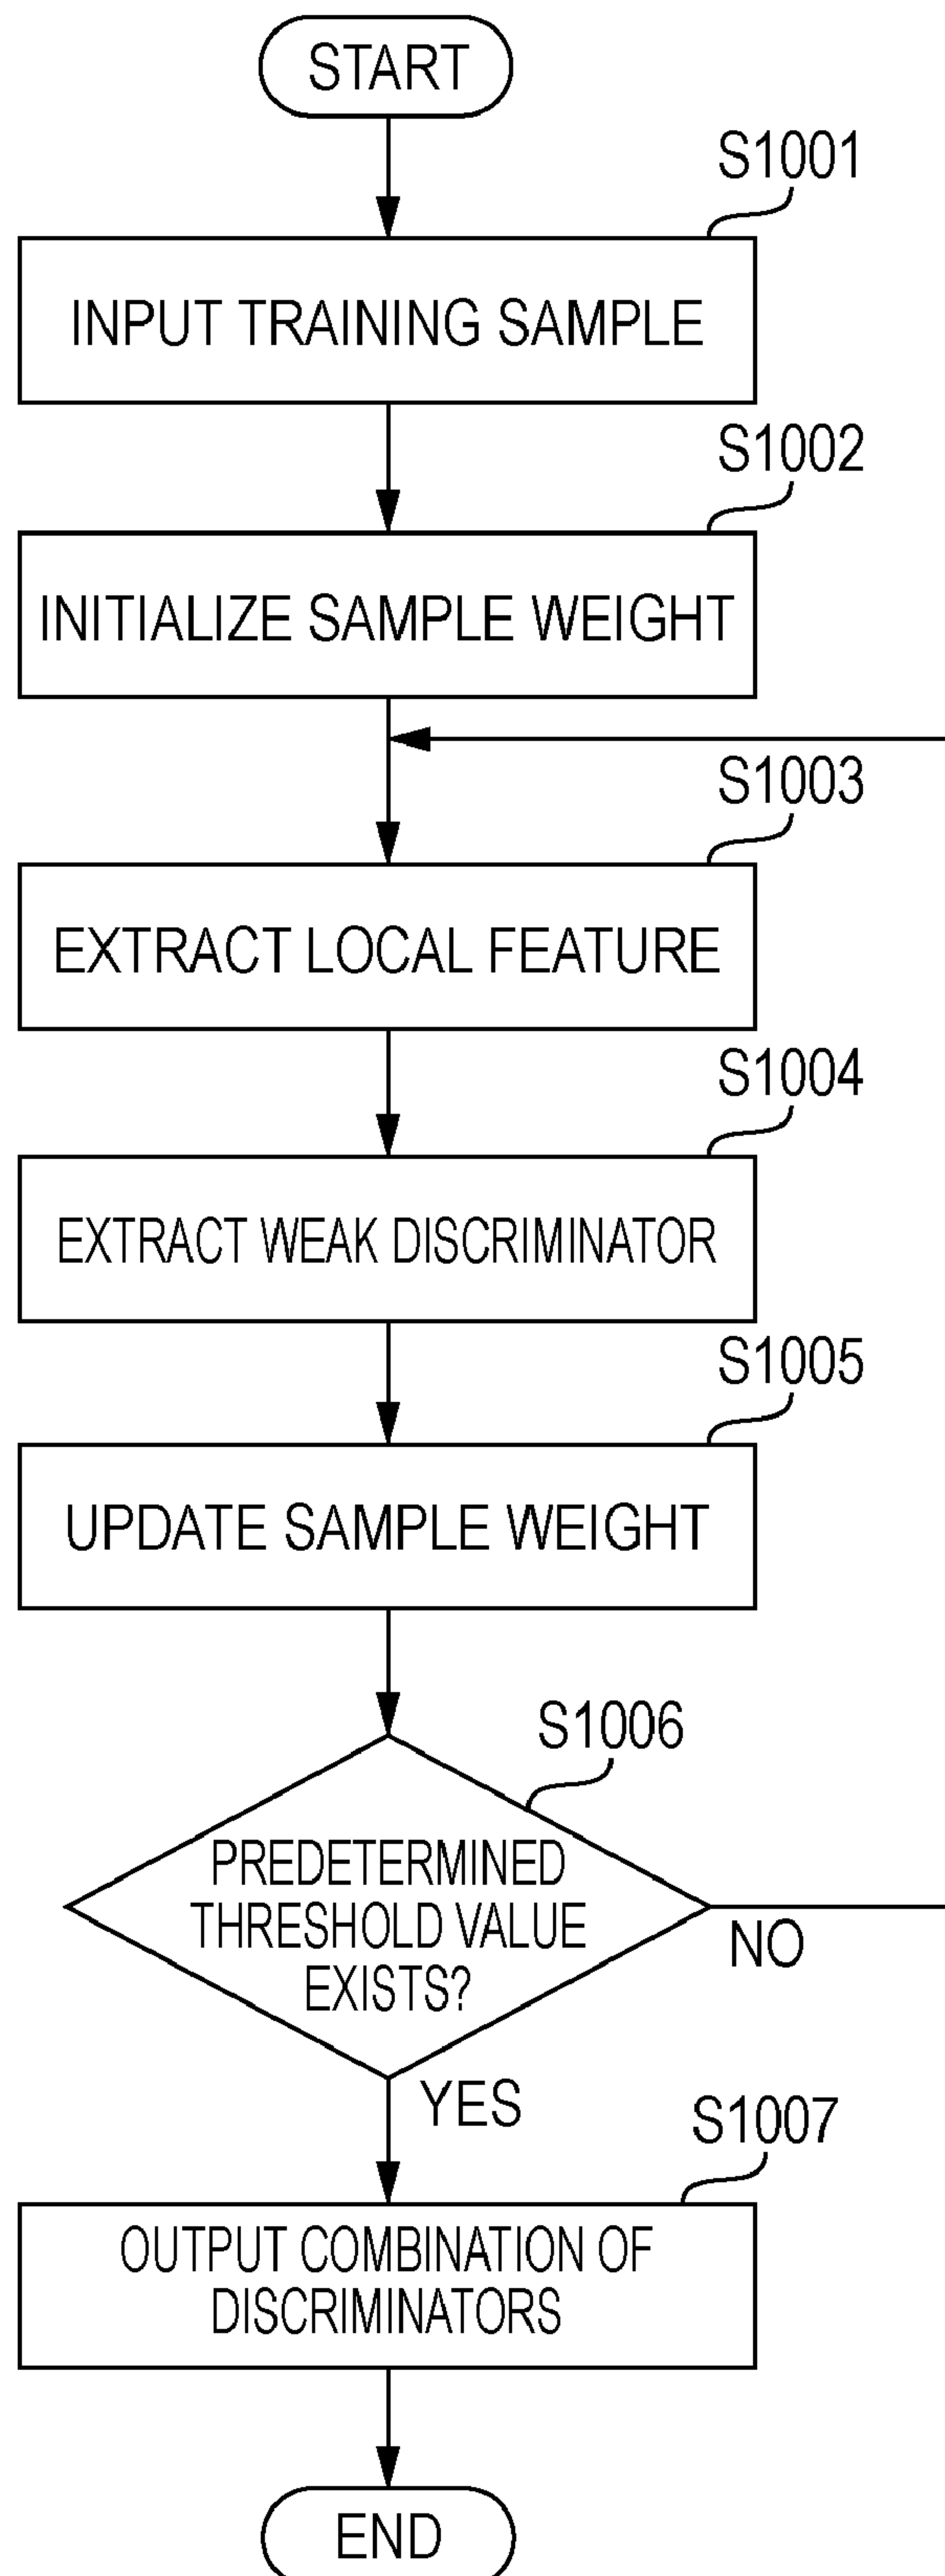 START
S1001
INPUT TRAINING SAMPLE
S1002
INITIALIZE SAMPLE WEIGHT
S1003
EXTRACT LOCAL FEATURE
S1004
EXTRACT WEAK DISCRIMINATOR
S1005
UPDATE SAMPLE WEIGHT
S1006
PREDETERMINED
THRESHOLD VALUE
EXISTS?
NO
YES
S1007
OUTPUT COMBINATION OF
DISCRIMINATORS
END